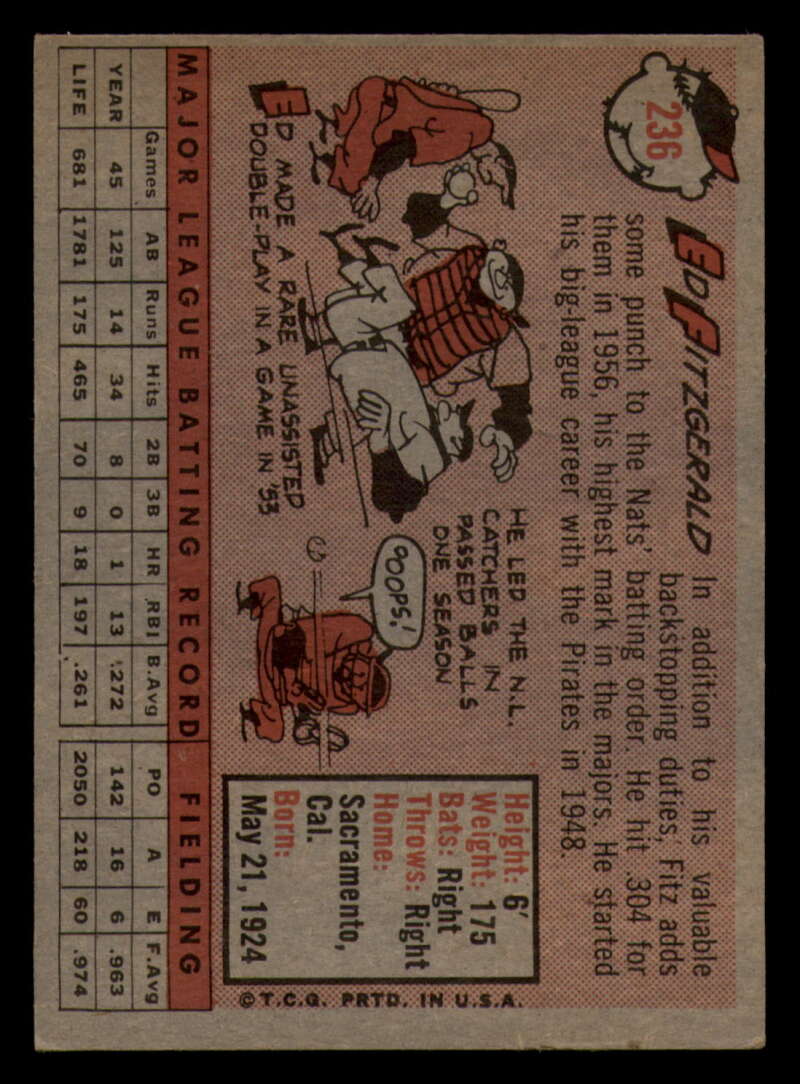 236
ED FITZGERALD In addition to his valuable
backstopping duties, Fitz adds
some punch to the Nats' batting order. He hit .304 for
them in 1956, his highest mark in the majors. He started
his big-league career with the Pirates in 1948.
HE LED THE N.L.
CATCHERS IN
PASSED BALLS
ONE SEASON
OOOPS!
ED MADE A RARE UNASSISTED
DOUBLE-PLAY IN A GAME IN '53
Height: 6'
Weight: 175
Bats: Right
Throws: Right
Home:
Sacramento,
Cal.
Born:
May 21, 1924
© T.C.G. PRTD. IN U.S.A.
MAJOR LEAGUE BATTING RECORD FIELDING
Games AB Runs Hits 2B 3B HR RBI B.Avg PO A E F.Avg
YEAR 45 125 14 34 8 0 1 13 .272 142 16 6 .963
LIFE 681 1781 175 465 70 9 18 197 .261 2050 218 60 .974